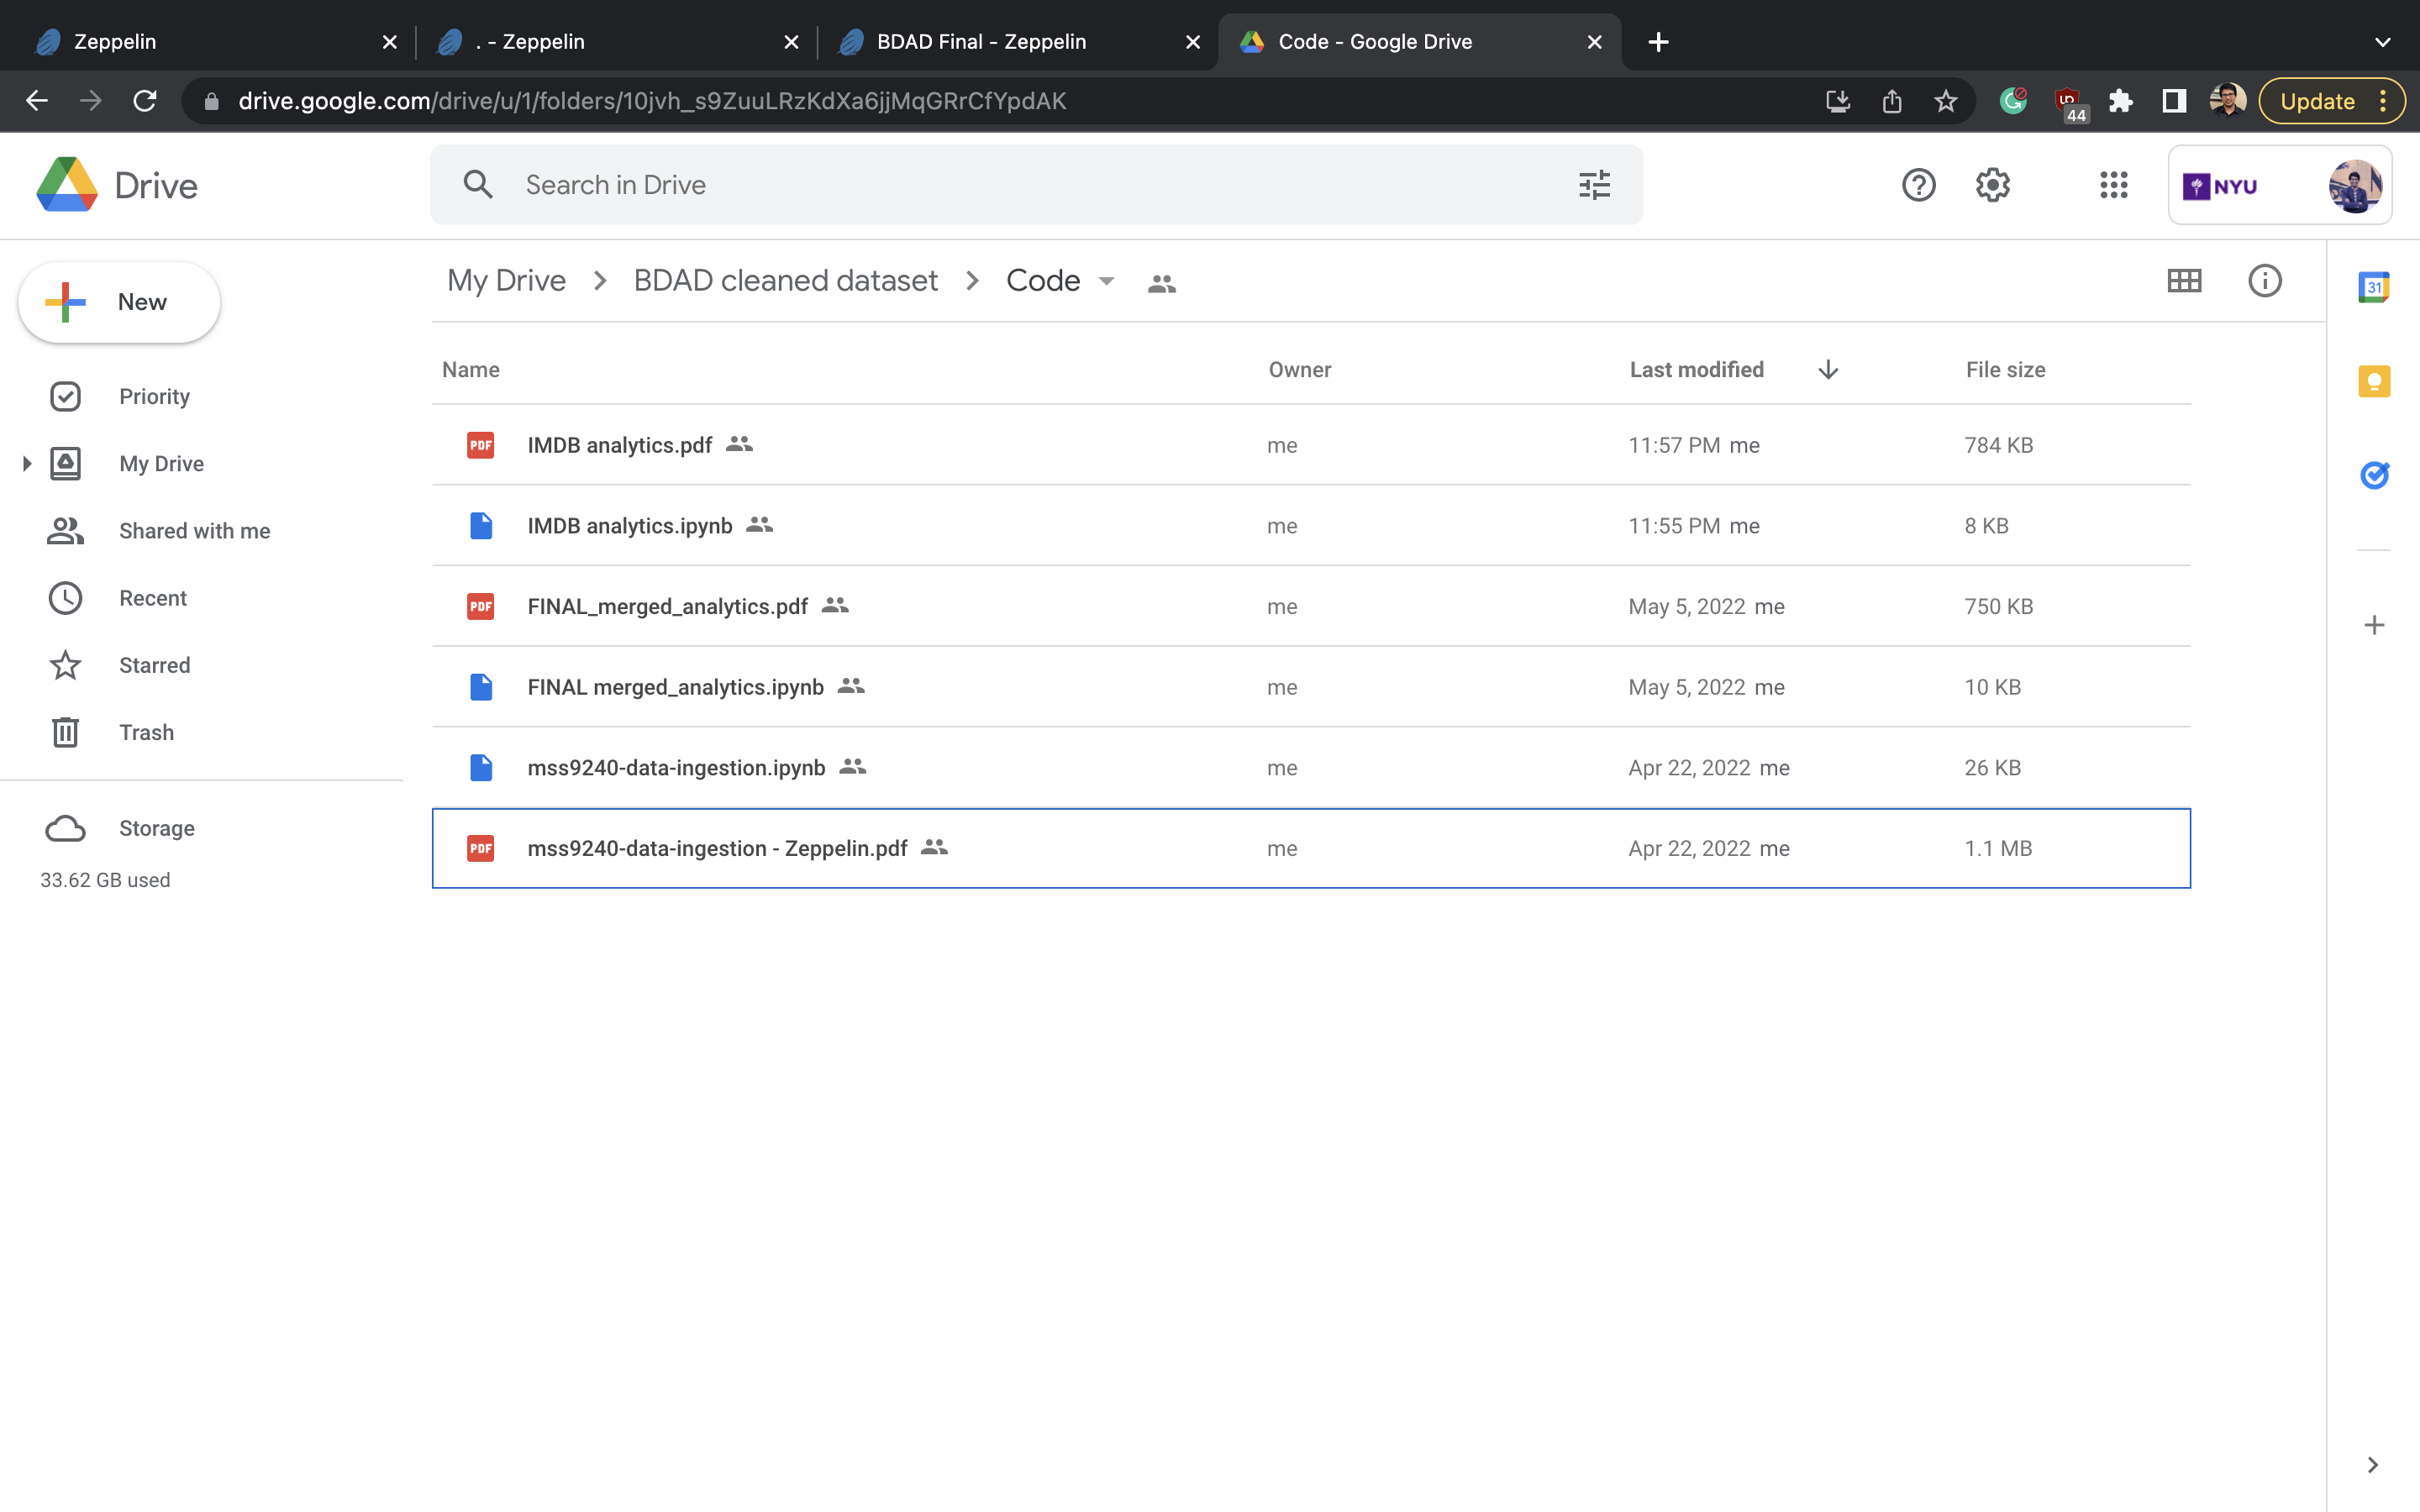 Zeppelin
. - Zeppelin
BDAD Final - Zeppelin
Code - Google Drive
drive.google.com/drive/u/1/folders/10jvh_s9ZuuLRzKdXa6jjMqGRrCfYpdAK
44
Update
Drive
Search in Drive
NYU
New
My Drive
BDAD cleaned dataset
Code
31
Priority
My Drive
Shared with me
Recent
Starred
Trash
Storage
33.62 GB used
Name Owner Last modified File size
PDF IMDB analytics.pdf me 11:57 PM me 784 KB
IMDB analytics.ipynb me 11:55 PM me 8 KB
PDF FINAL_merged_analytics.pdf me May 5, 2022 me 750 KB
FINAL merged_analytics.ipynb me May 5, 2022 me 10 KB
mss9240-data-ingestion.ipynb me Apr 22, 2022 me 26 KB
PDF mss9240-data-ingestion - Zeppelin.pdf me Apr 22, 2022 me 1.1 MB